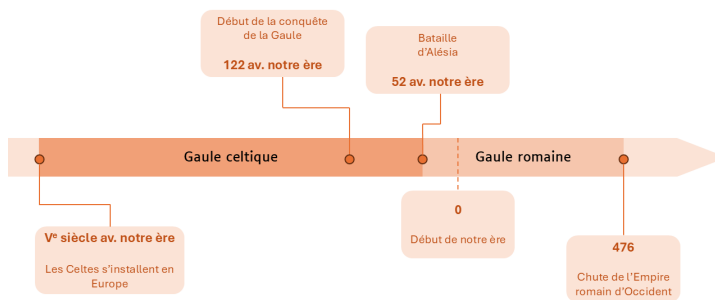 Début de la conquête
de la Gaule
122 av. notre ère
Bataille
d’Alésia
52 av. notre ère
Gaule celtique
Gaule romaine
Vᵉ siècle av. notre ère
Les Celtes s’installent en
Europe
0
Début de notre ère
476
Chute de l’Empire
romain d’Occident